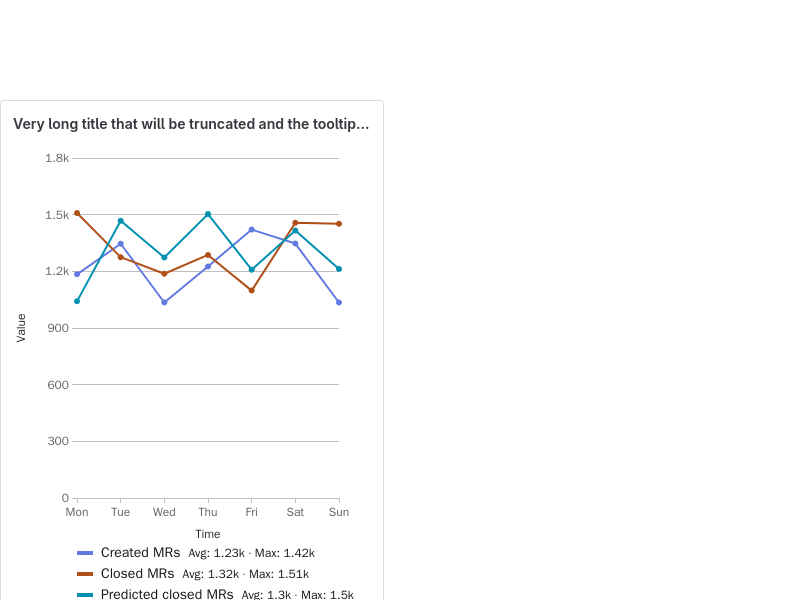 Very long title that will be truncated and the tooltip...
1.8k
1.5k
1.2k
900
600
300
0
Value
Mon Tue Wed Thu Fri Sat Sun
Time
Created MRs Avg: 1.23k · Max: 1.42k
Closed MRs Avg: 1.32k · Max: 1.51k
Predicted closed MRs Avg: 1.3k · Max: 1.5k